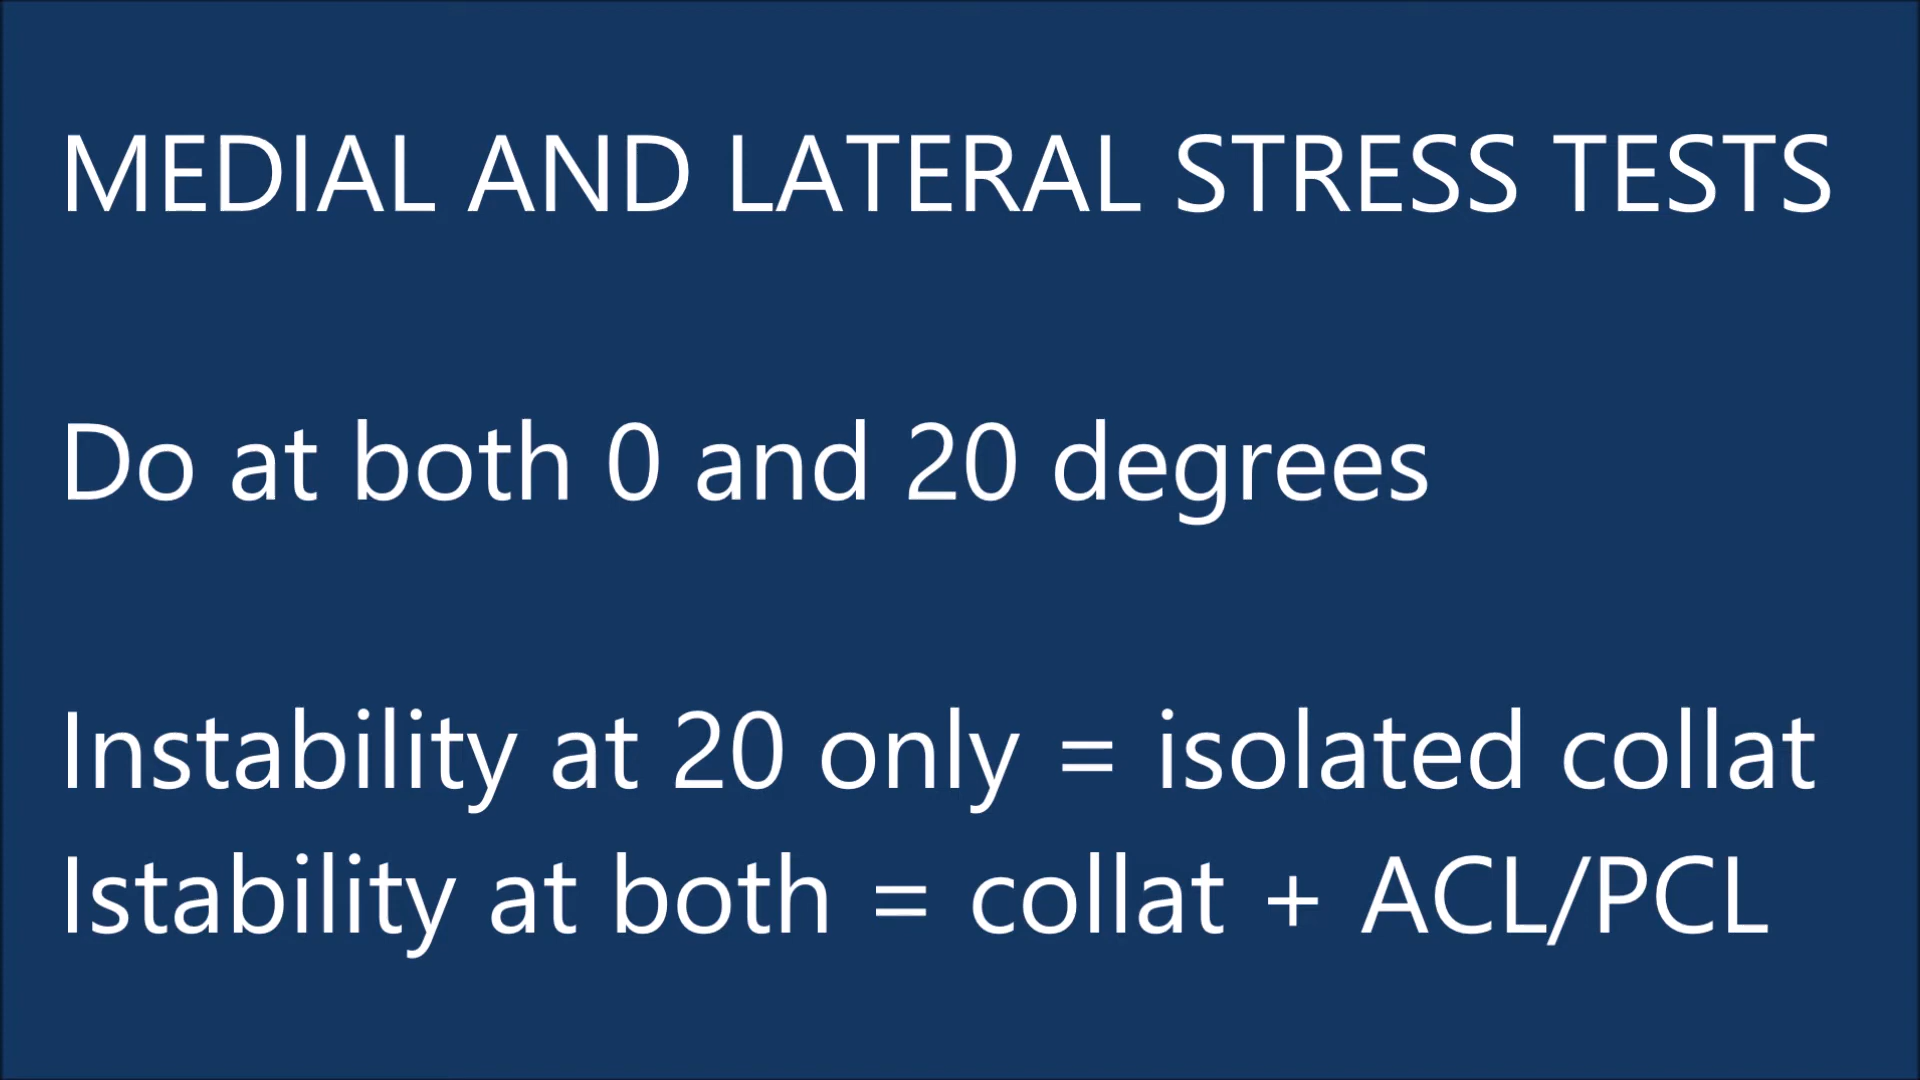 MEDIAL AND LATERAL STRESS TESTS
Do at both 0 and 20 degrees
Instability at 20 only = isolated collat
Istability at both = collat + ACL/PCL